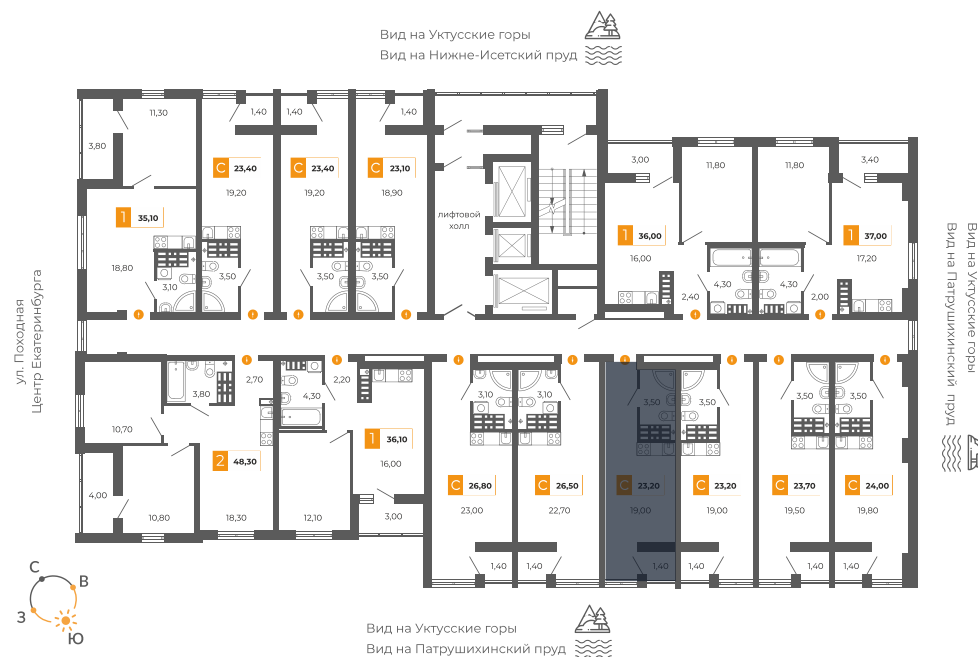 Вид на Уктусские горы
Вид на Нижне-Исетский пруд
11,30
3,80
1,40
1,40
1,40
С 23,40
19,20
С 23,40
19,20
С 23,10
18,90
3,00
11,80
11,80
3,40
1 35,10
18,80
3,10
3,50
3,50
3,50
лифтовой
холл
1 36,00
16,00
1 37,00
17,20
2,40
4,30
4,30
2,00
ул. Походная
Центр Екатеринбурга
Вид на Уктусские горы
Вид на Патрушихинский пруд
3,80
2,70
4,30
2,20
3,10
3,10
3,50
3,50
3,50
3,50
10,70
1 36,10
16,00
2 48,30
18,30
4,00
10,80
12,10
3,00
С 26,80
23,00
С 26,50
22,70
С 23,20
19,00
С 23,20
19,00
С 23,70
19,50
С 24,00
19,80
1,40
1,40
1,40
1,40
1,40
1,40
С
В
З
Ю
Вид на Уктусские горы
Вид на Патрушихинский пруд